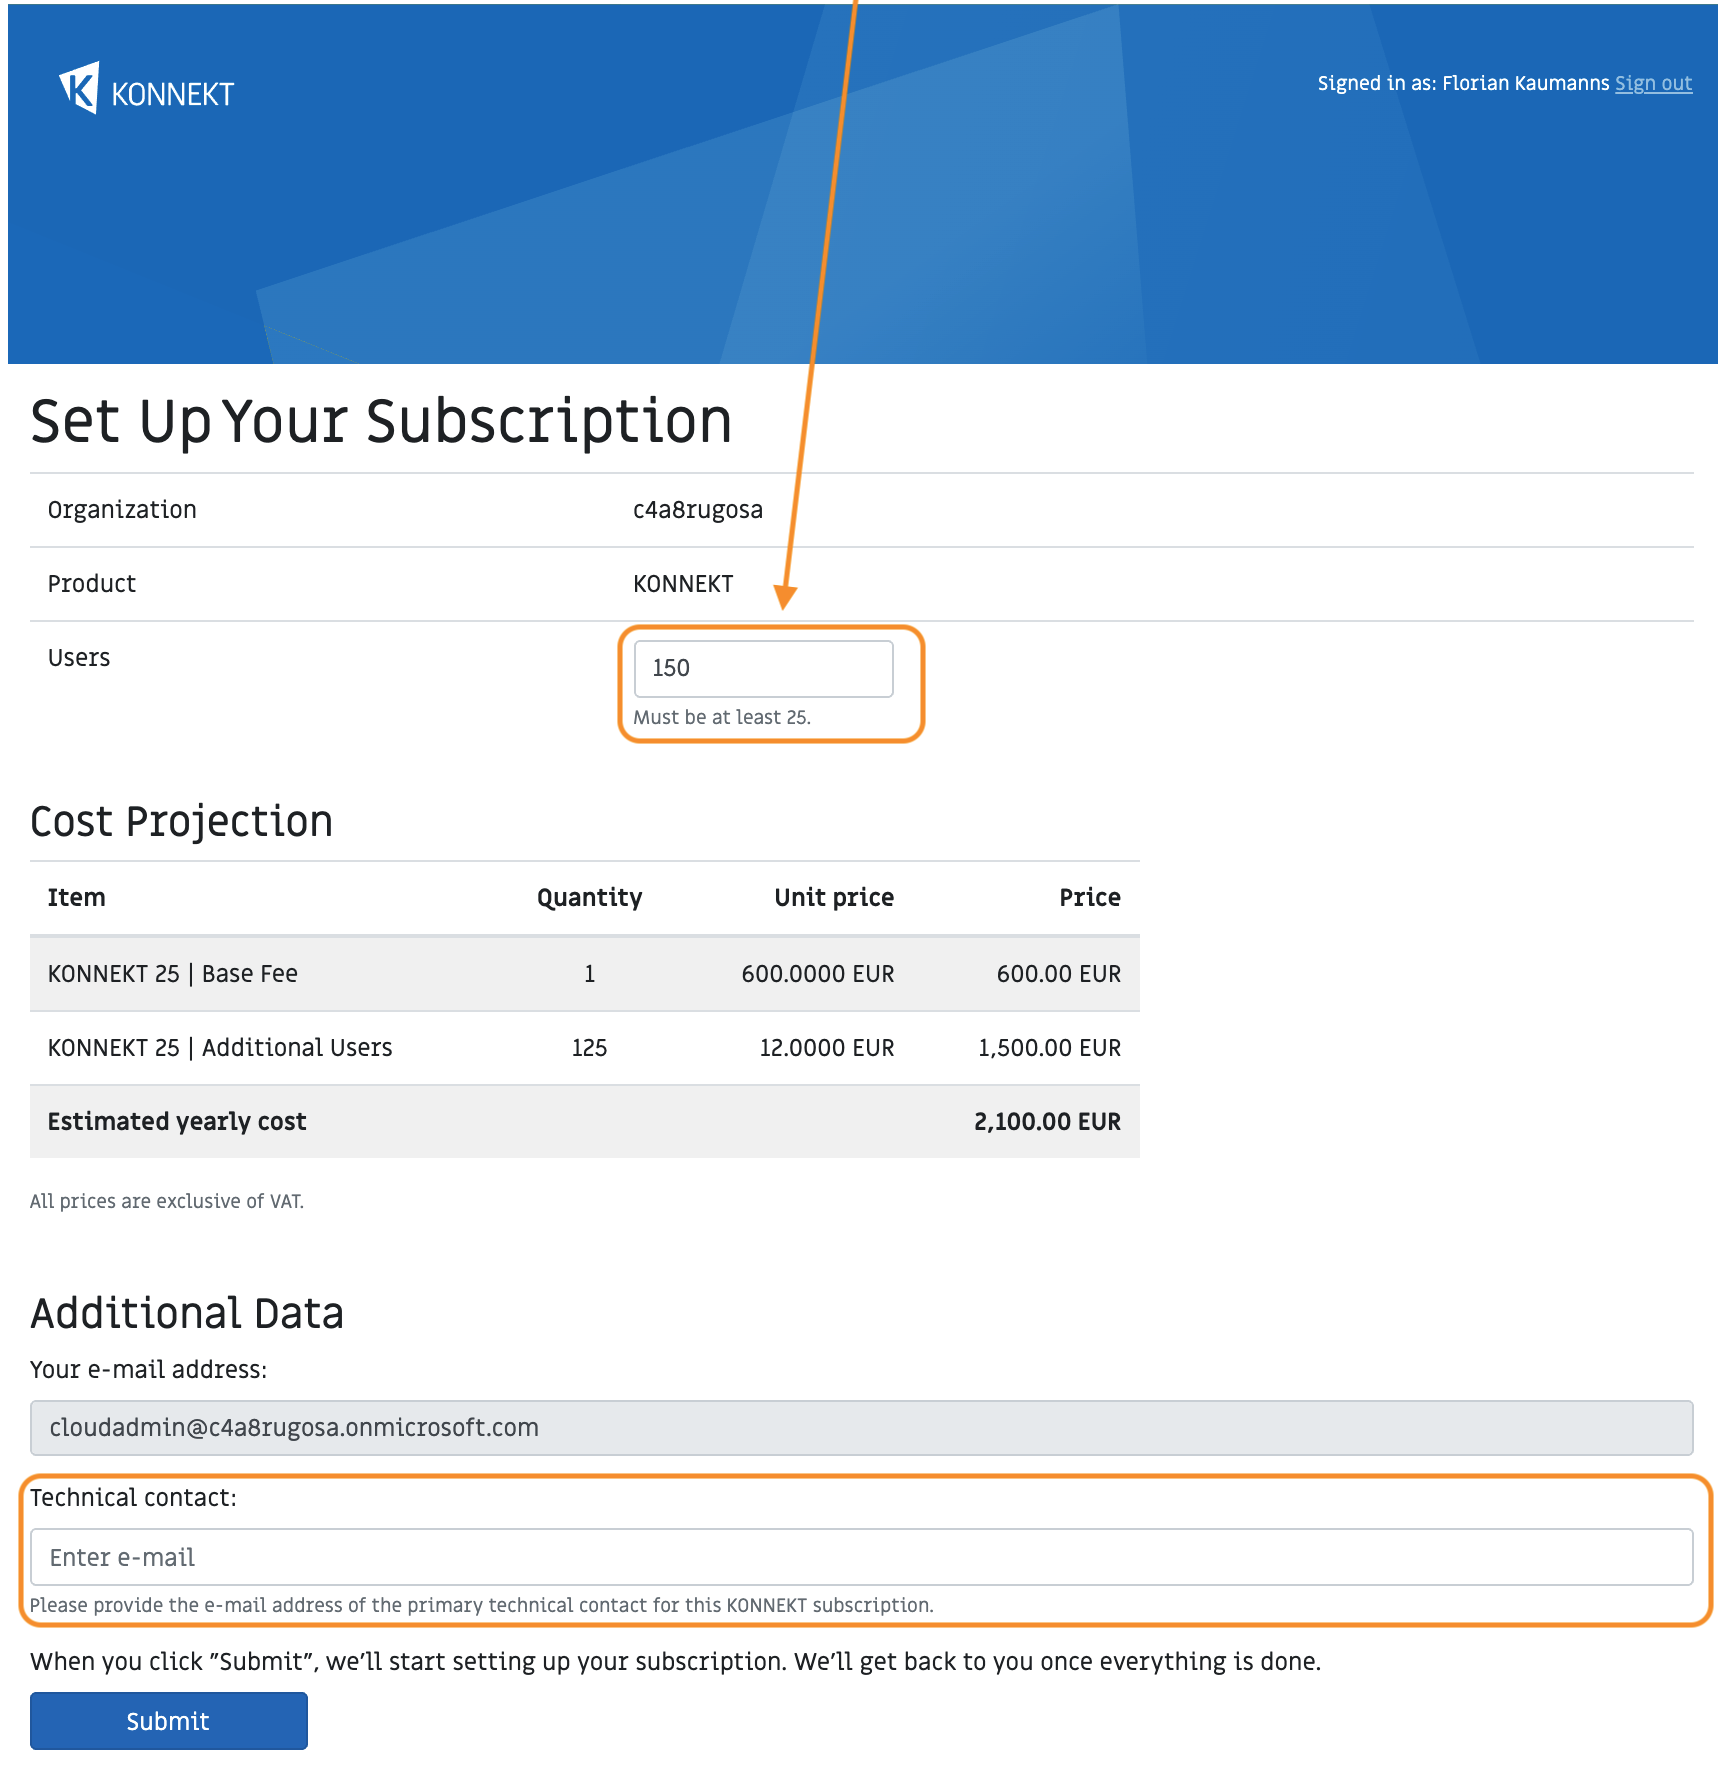 KONNEKT
Signed in as: Florian Kaumanns Sign out
Set Up Your Subscription
Organization c4a8rugosa
Product KONNEKT
Users 150
Must be at least 25.
Cost Projection
Item Quantity Unit price Price
KONNEKT 25 | Base Fee 1 600.0000 EUR 600.00 EUR
KONNEKT 25 | Additional Users 125 12.0000 EUR 1,500.00 EUR
Estimated yearly cost 2,100.00 EUR
All prices are exclusive of VAT.
Additional Data
Your e-mail address:
cloudadmin@c4a8rugosa.onmicrosoft.com
Technical contact:
Enter e-mail
Please provide the e-mail address of the primary technical contact for this KONNEKT subscription.
When you click ”Submit”, we’ll start setting up your subscription. We’ll get back to you once everything is done.
Submit